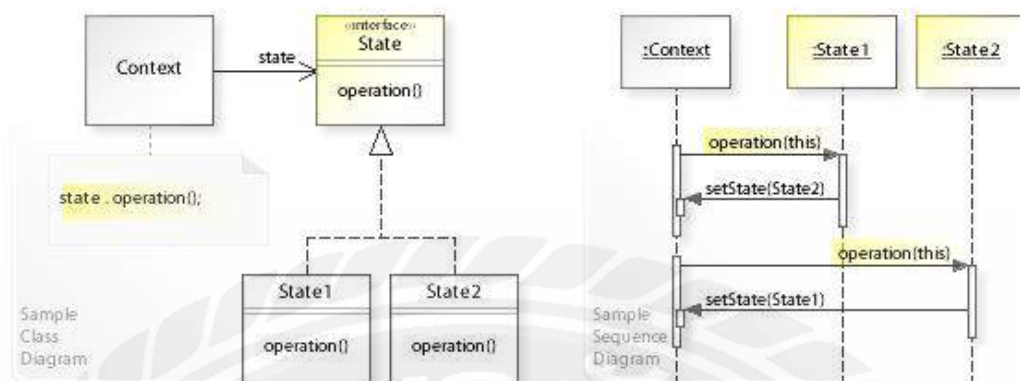 Context
state
«interface»
State
operation()
state . operation();
State1
operation()
State2
operation()
Sample
Class
Diagram
:Context
:State1
:State2
operation(this)
setState(State2)
operation(this)
setState(State1)
Sample
Sequence
Diagram